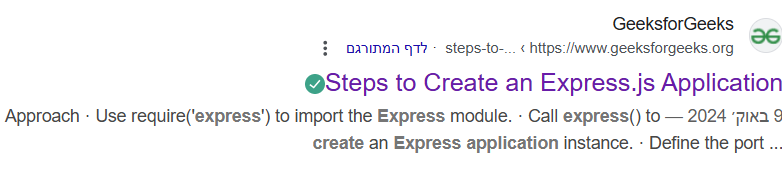 GeeksforGeeks
https://www.geeksforgeeks.org › steps-to-... · לדף המתורגם
Steps to Create an Express.js Application
9 באוק׳ 2024 — Approach · Use require('express') to import the Express module. · Call express() to
create an Express application instance. · Define the port ...